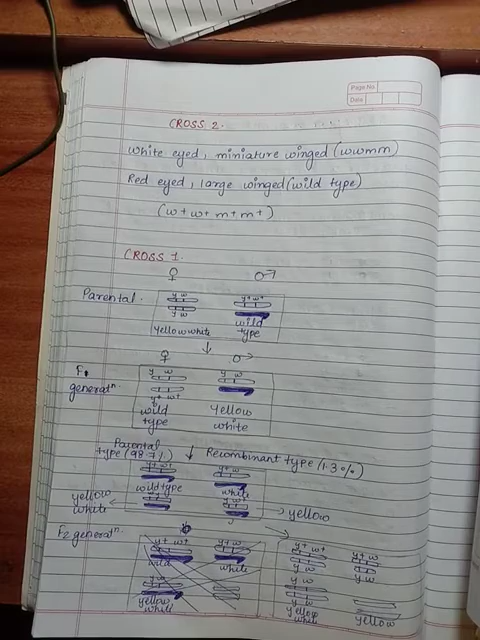 Page No.
Date
CROSS 2.
White eyed, miniature winged (wwmm)
Red eyed, large winged (wild type)
(w+w+m+m+)
CROSS 1
♀ ♂
Parental.
y w y+ w+
y w
Yellow white wild type
↓
♀ ♂
F1 generatn.
y w y w
y+ w+
wild type Yellow white
Parental type (98.7%) ↓ Recombinant type (1.3%)
y+ w+ y+ w
wild type white
yellow white y w → yellow
F2 generatn.
y+ w+ y+ w y+ w+ y+ w
wild white y w y w
y w
yellow white yellow white yellow